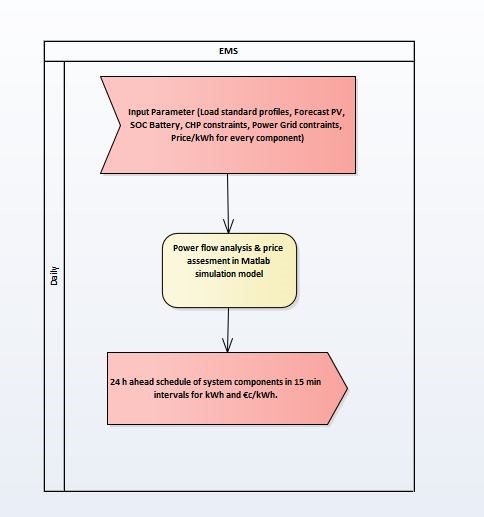 EMS
Input Parameter (Load standard profiles, Forecast PV,
SOC Battery, CHP constraints, Power Grid contraints,
Price/kWh for every component)
Power flow analysis & price
assesment in Matlab
simulation model
Daily
24 h ahead schedule of system components in 15 min
intervals for kWh and €c/kWh.